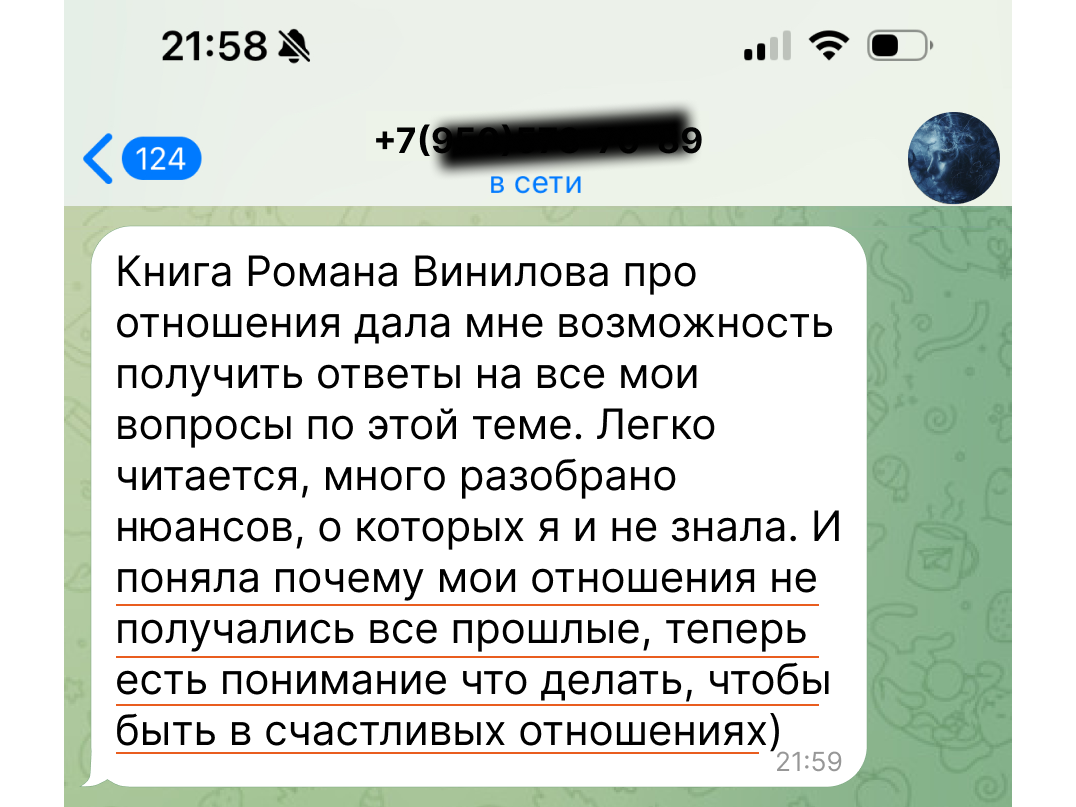 21:58
124
+7(9
9
в сети
Книга Романа Винилова про
отношения дала мне возможность
получить ответы на все мои
вопросы по этой теме. Легко
читается, много разобрано
нюансов, о которых я и не знала. И
поняла почему мои отношения не
получались все прошлые, теперь
есть понимание что делать, чтобы
быть в счастливых отношениях)
21:59